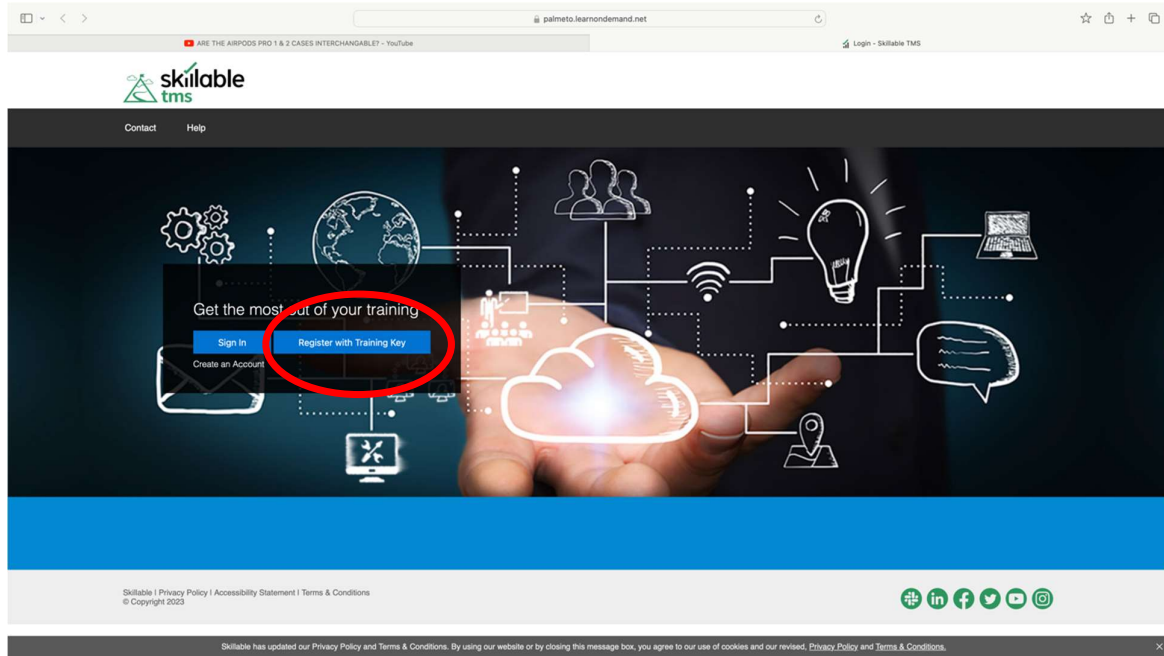 palmeto.learnondemand.net
ARE THE AIRPODS PRO 1 & 2 CASES INTERCHANGABLE? - YouTube
Login - Skillable TMS
skillable
tms
Contact Help
Get the most out of your training
Sign In Register with Training Key
Create an Account
Skillable I Privacy Policy I Accessibility Statement I Terms & Conditions
© Copyright 2023
Skillable has updated our Privacy Policy and Terms & Conditions. By using our website or by closing this message box, you agree to our use of cookies and our revised, Privacy Policy and Terms & Conditions.